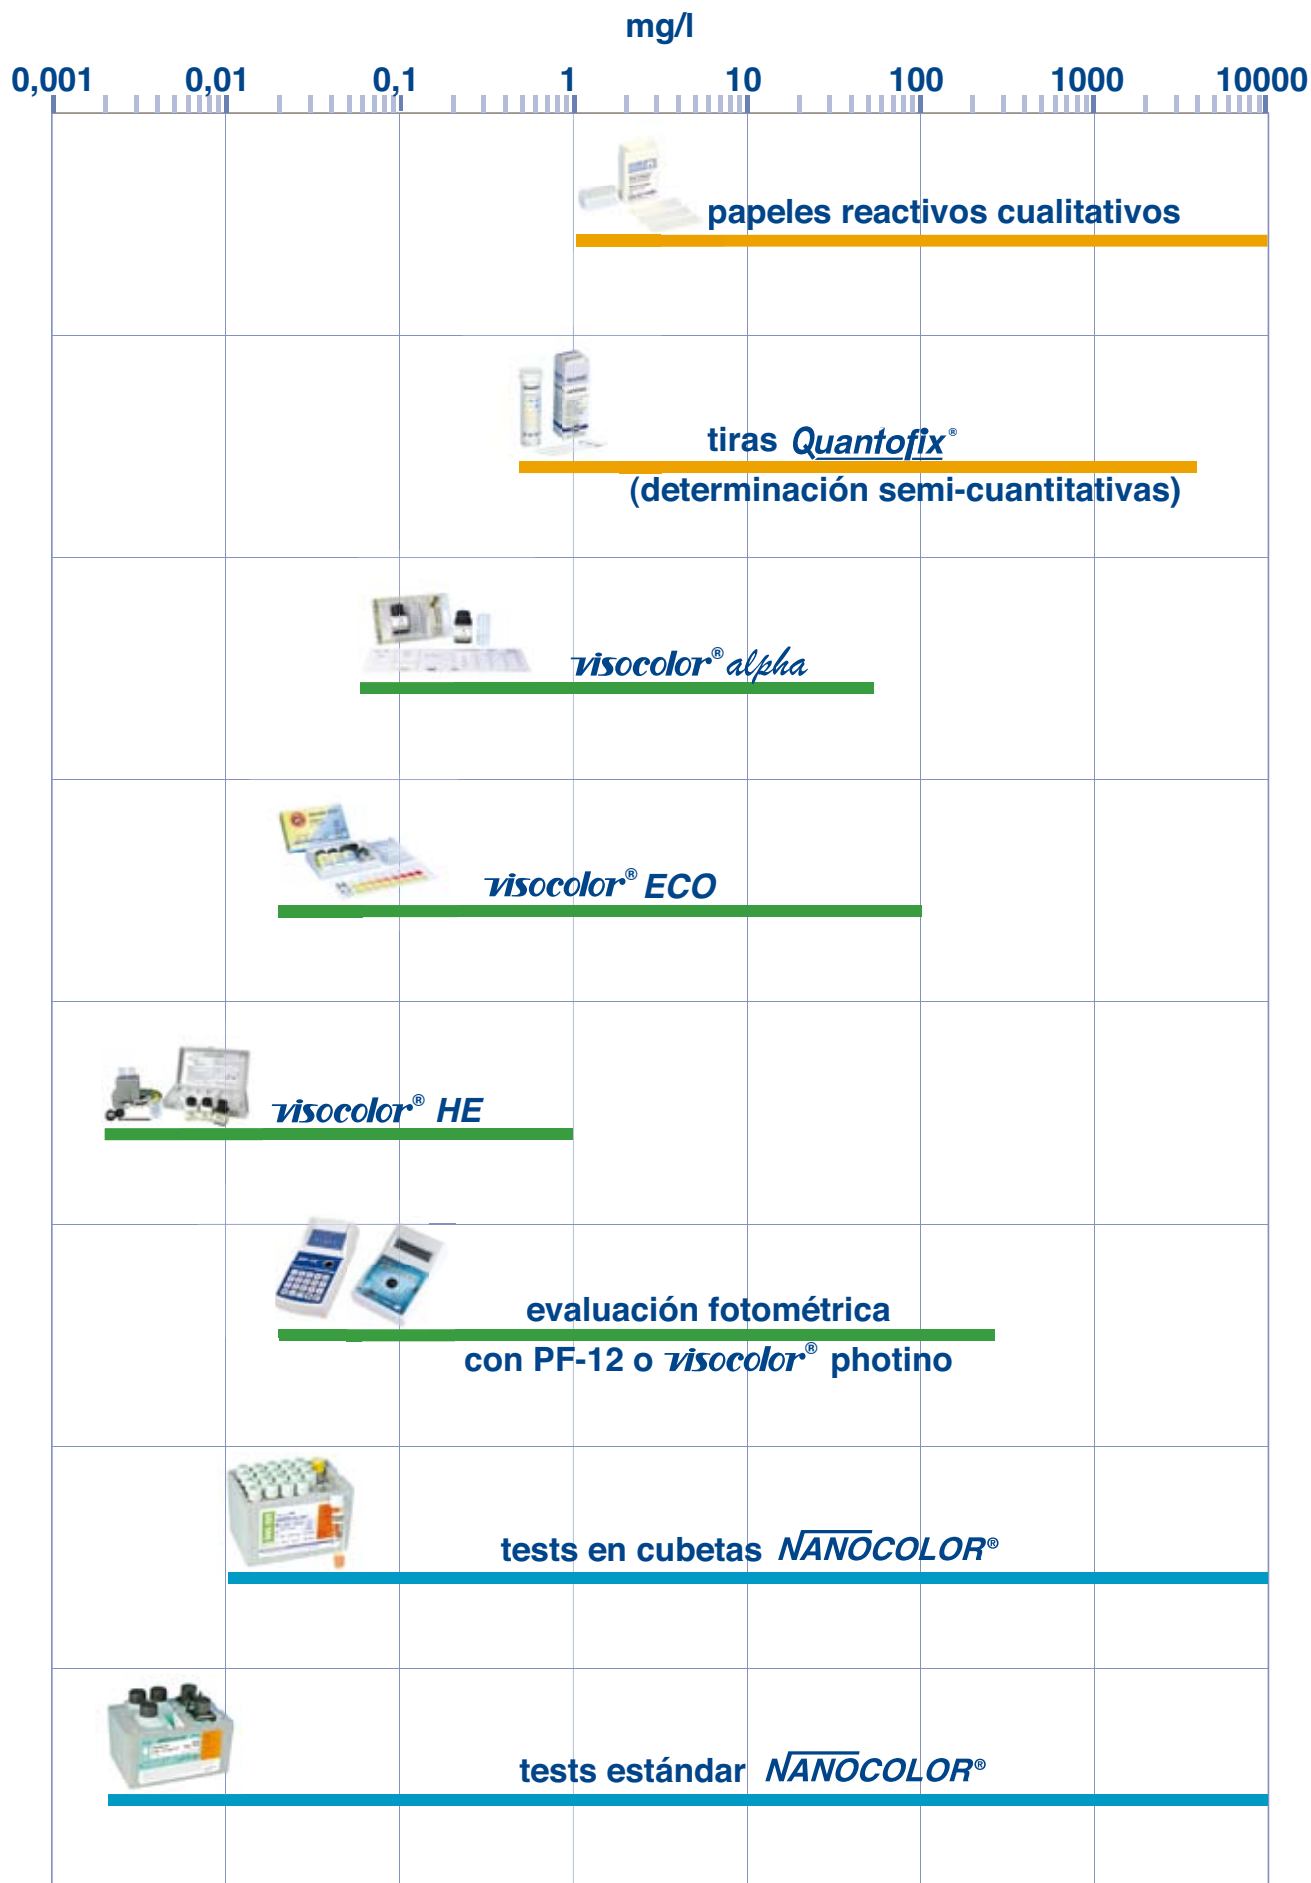 mg/l
0,001 0,01 0,1 1 10 100 1000 10000
papeles reactivos cualitativos
tiras Quantofix®
(determinación semi-cuantitativas)
visocolor® alpha
visocolor® ECO
visocolor® HE
evaluación fotométrica
con PF-12 o visocolor® photino
tests en cubetas NANOCOLOR®
tests estándar NANOCOLOR®